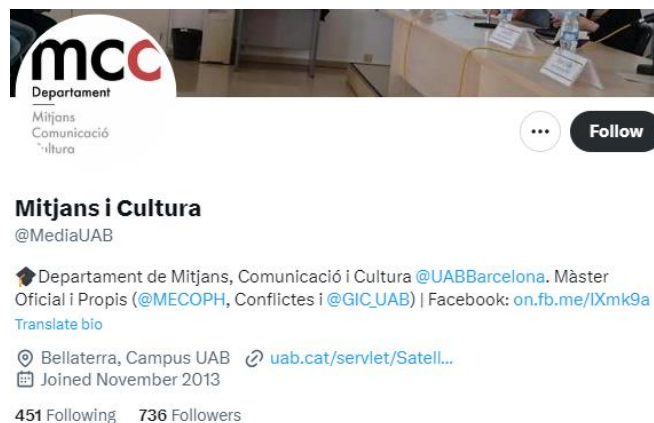 mcc
Departament
Mitjans
Comunicació
Cultura
Follow
Mitjans i Cultura
@MediaUAB
🎓Departament de Mitjans, Comunicació i Cultura @UABBarcelona. Màster
Oficial i Propis (@MECOPH, Conflictes i @GIC_UAB) | Facebook: on.fb.me/IXmk9a
Translate bio
Bellaterra, Campus UAB uab.cat/servlet/Satell...
Joined November 2013
451 Following 736 Followers